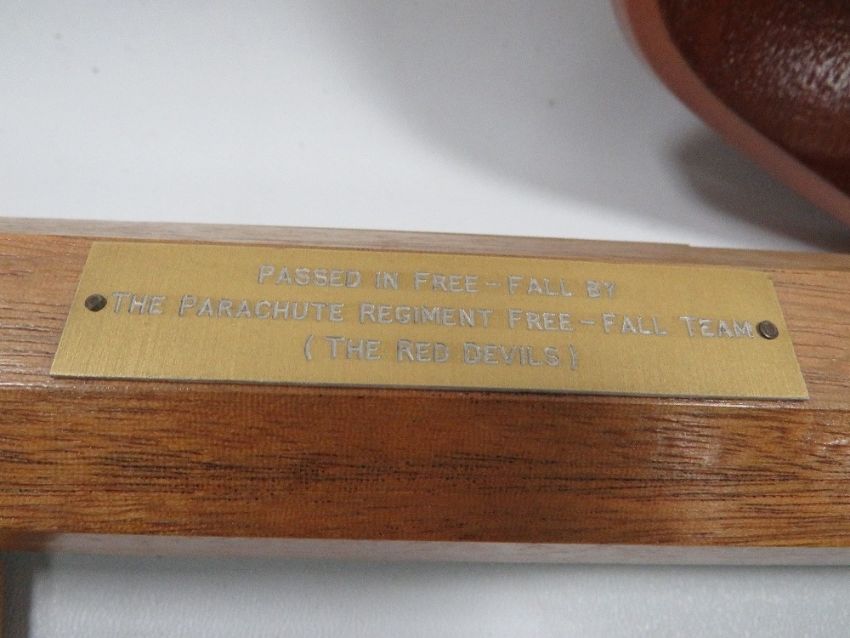 PASSED IN FREE-FALL BY
THE PARACHUTE REGIMENT FREE-FALL TEAM
(THE RED DEVILS)